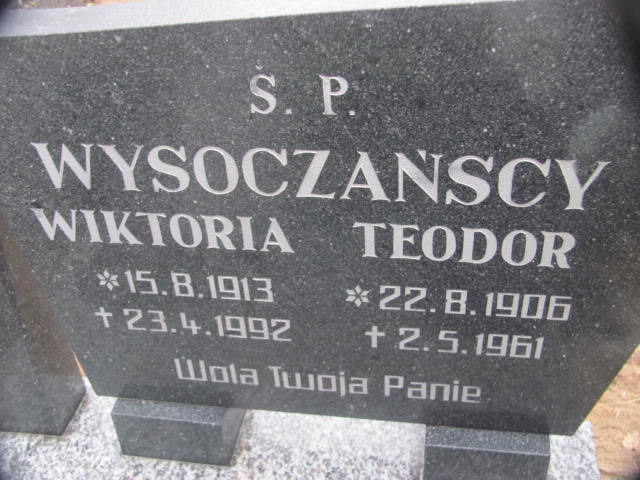 Ś. P.
WYSOCZAŃSCY
WIKTORIA TEODOR
* 15.8.1913 * 22.8.1906
† 23.4.1992 † 2.5.1961
Wola Twoja Panie